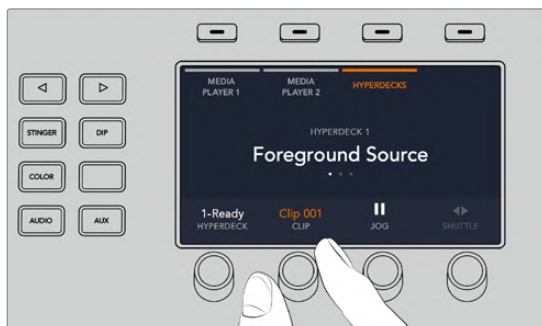 MEDIA
PLAYER 1
MEDIA
PLAYER 2
HYPERDECKS
HYPERDECK 1
Foreground Source
1-Ready
HYPERDECK
Clip 001
CLIP
JOG
SHUTTLE
STINGER
DIP
COLOR
AUDIO
AUX